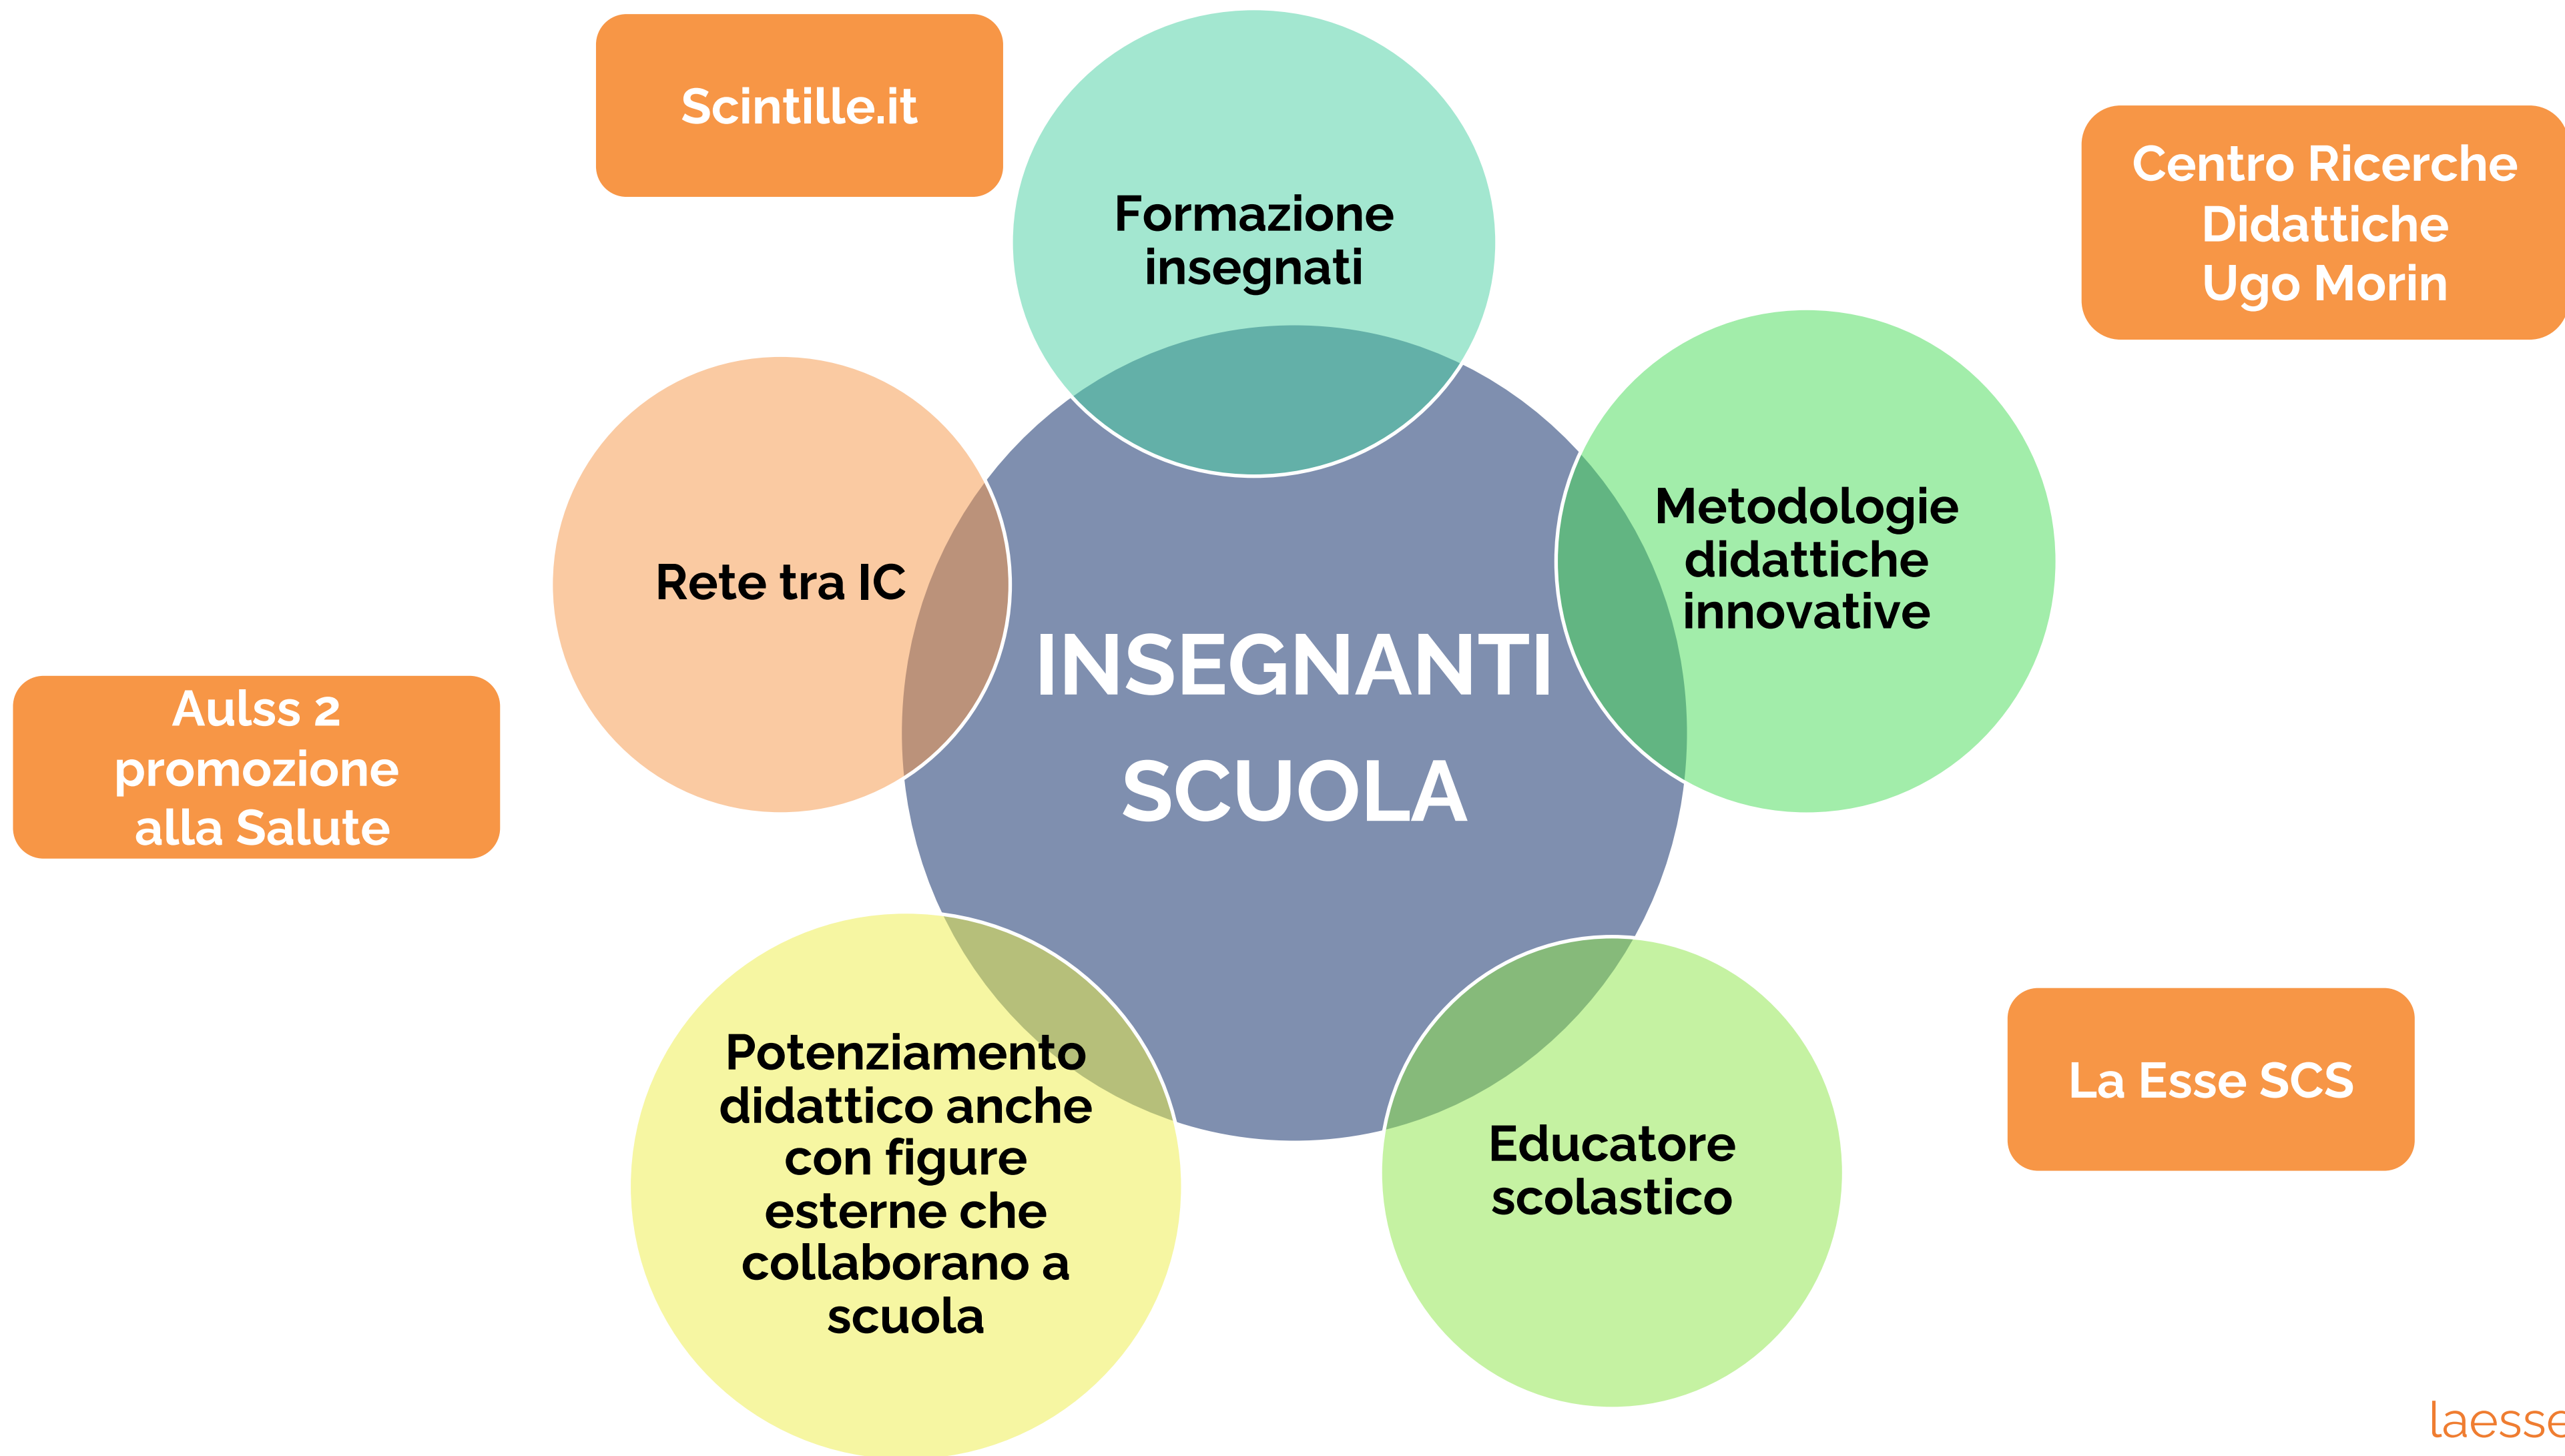 Scintille.it
Formazione
insegnati
Centro Ricerche
Didattiche
Ugo Morin
Metodologie
didattiche
innovative
Rete tra IC
INSEGNANTI
SCUOLA
Aulss 2
promozione
alla Salute
Potenziamento
didattico anche
con figure
esterne che
collaborano a
scuola
Educatore
scolastico
La Esse SCS
laesse